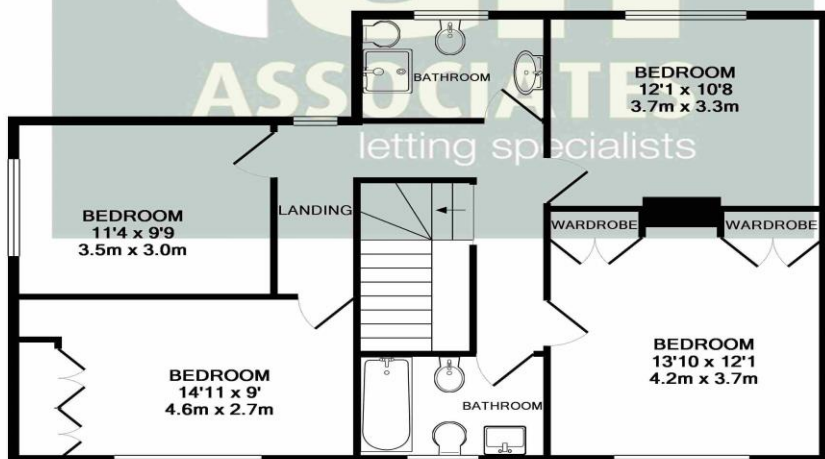 ASSOCIATES
letting specialists
BATHROOM
BEDROOM
12'1 x 10'8
3.7m x 3.3m
BEDROOM
11'4 x 9'9
3.5m x 3.0m
LANDING
WARDROBE
WARDROBE
BEDROOM
14'11 x 9'
4.6m x 2.7m
BATHROOM
BEDROOM
13'10 x 12'1
4.2m x 3.7m